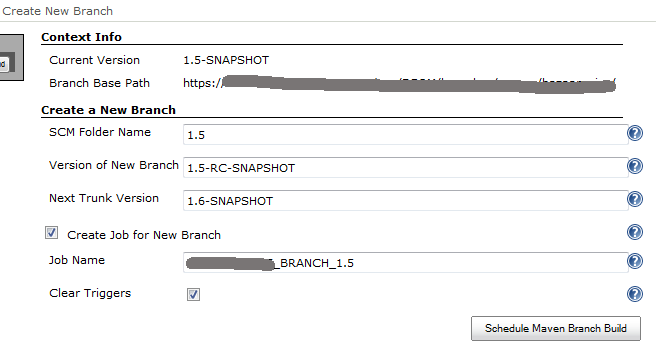 Create New Branch
Context Info
Current Version 1.5-SNAPSHOT
Branch Base Path https://
Create a New Branch
SCM Folder Name 1.5
Version of New Branch 1.5-RC-SNAPSHOT
Next Trunk Version 1.6-SNAPSHOT
Create Job for New Branch
Job Name _BRANCH_1.5
Clear Triggers
Schedule Maven Branch Build